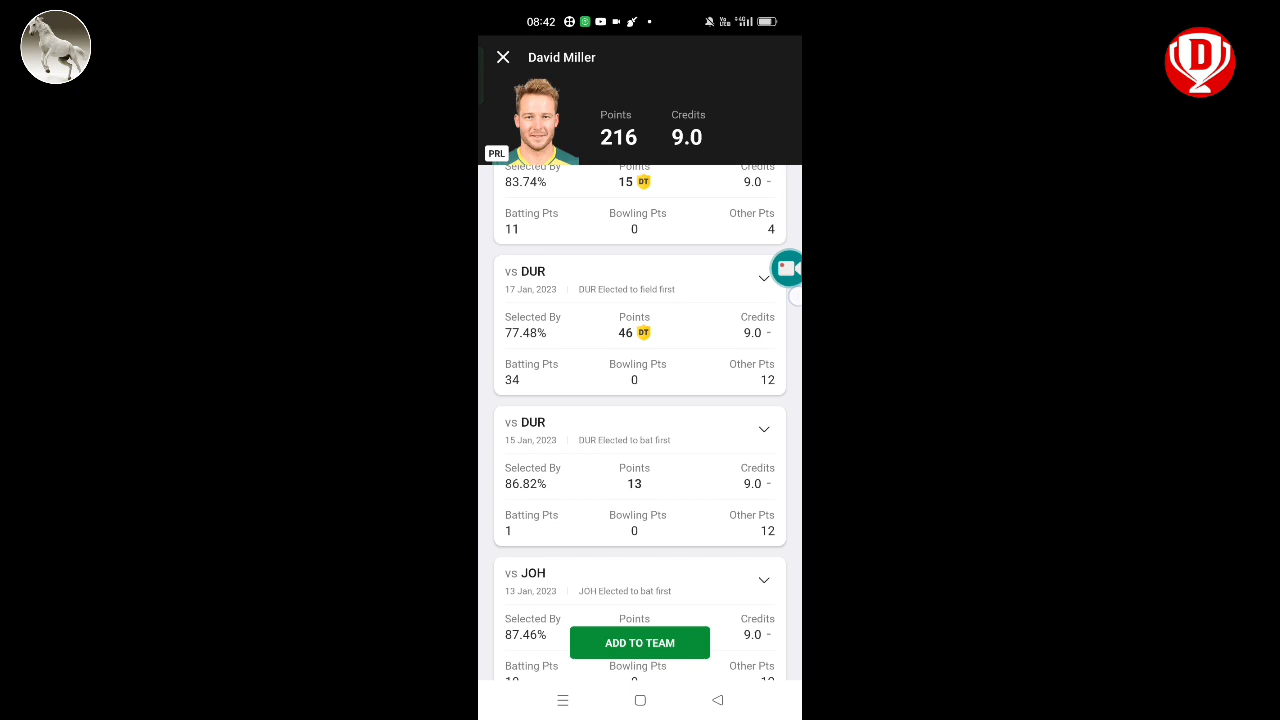 08:42
David Miller
Points Credits
216 9.0
PRL
Selected By Points
83.74% 15 DT 9.0 -
Batting Pts Bowling Pts Other Pts
11 0 4
vs DUR
17 Jan, 2023 DUR Elected to field first
Selected By Points Credits
77.48% 46 DT 9.0 -
Batting Pts Bowling Pts Other Pts
34 0 12
vs DUR
15 Jan, 2023 DUR Elected to bat first
Selected By Points Credits
86.82% 13 9.0 -
Batting Pts Bowling Pts Other Pts
1 0 12
vs JOH
13 Jan, 2023 JOH Elected to bat first
Selected By Points Credits
87.46% 9.0 -
ADD TO TEAM
Batting Pts Bowling Pts Other Pts
D